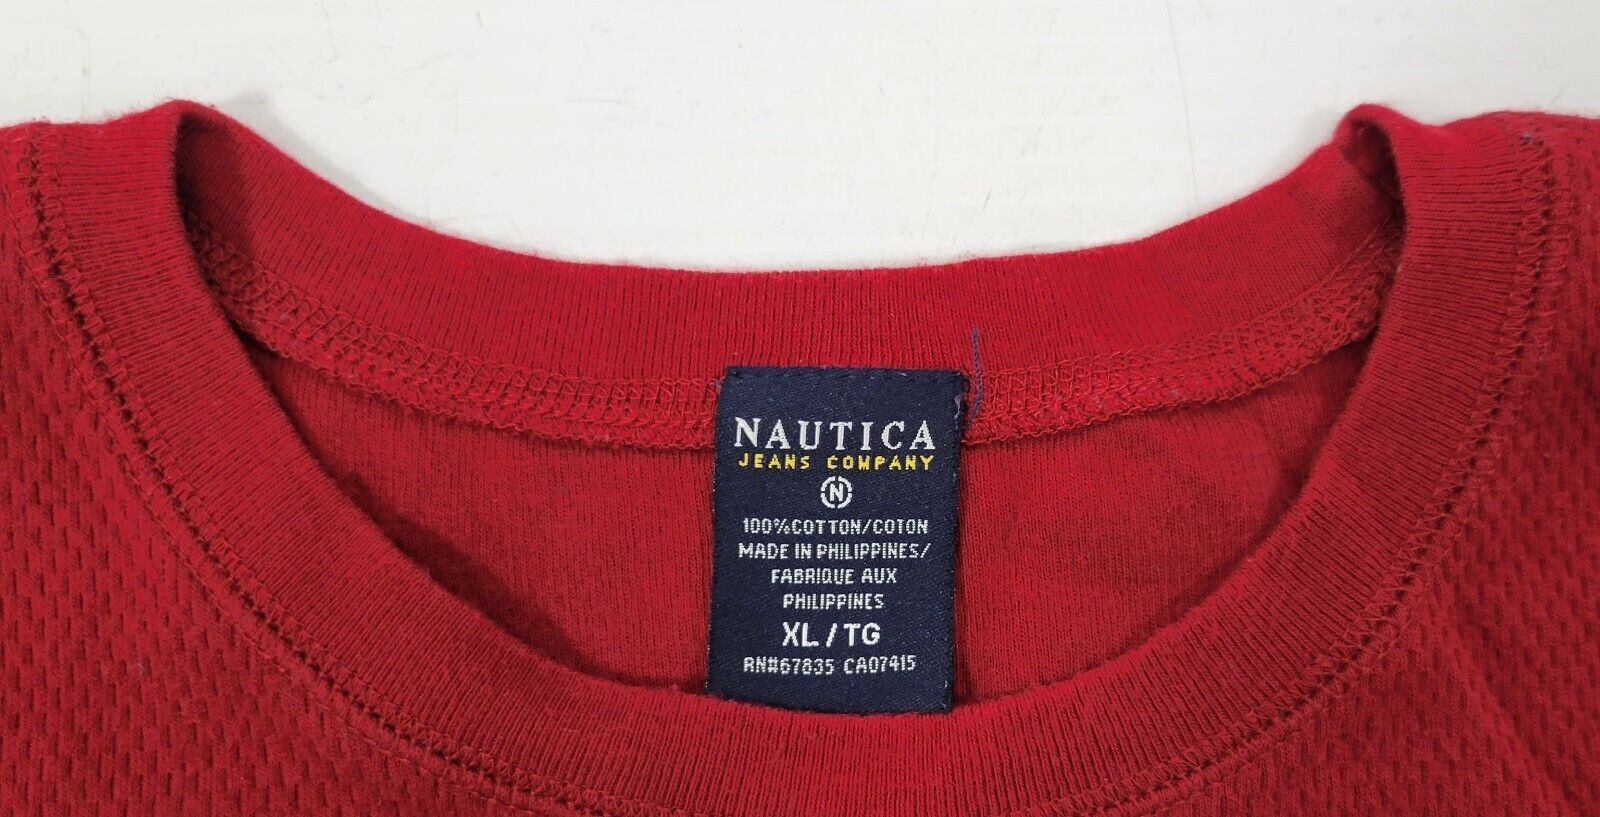 NAUTICA
JEANS COMPANY
N
100%COTTON/COTON
MADE IN PHILIPPINES/
FABRIQUE AUX
PHILIPPINES
XL / TG
RN#67835 CA07415